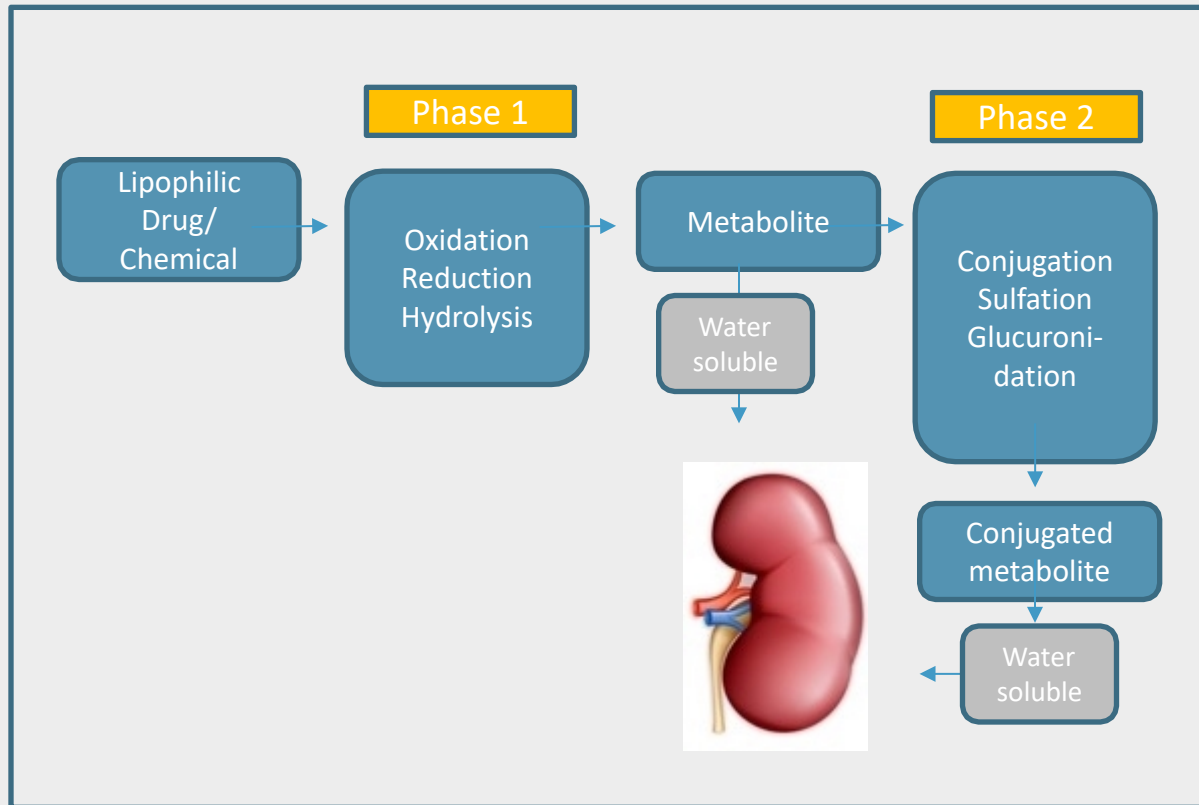 Phase 1
Phase 2
Lipophilic
Drug/
Chemical
Oxidation
Reduction
Hydrolysis
Metabolite
Water
soluble
Conjugation
Sulfation
Glucuroni-
dation
Conjugated
metabolite
Water
soluble